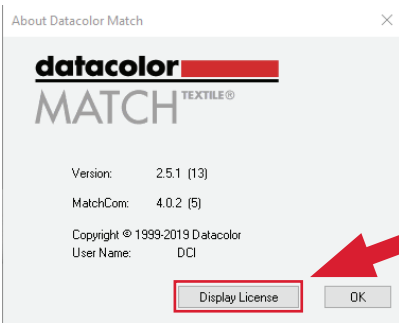 About Datacolor Match
datacolor
MATCH TEXTILE®
Version: 2.5.1 (13)
MatchCom: 4.0.2 (5)
Copyright © 1999-2019 Datacolor
User Name: DCI
Display License OK